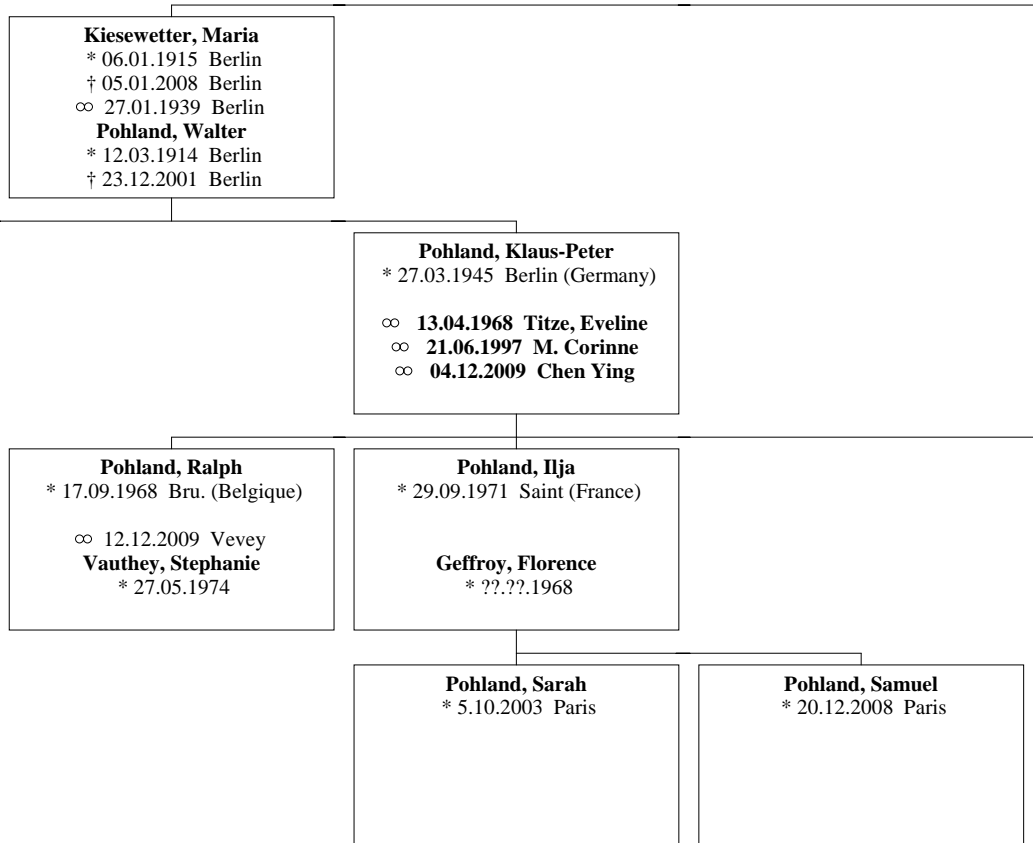 Kiesewetter, Maria
* 06.01.1915 Berlin
† 05.01.2008 Berlin
∞ 27.01.1939 Berlin
Pohland, Walter
* 12.03.1914 Berlin
† 23.12.2001 Berlin
Pohland, Klaus-Peter
* 27.03.1945 Berlin (Germany)
∞ 13.04.1968 Titze, Eveline
∞ 21.06.1997 M. Corinne
∞ 04.12.2009 Chen Ying
Pohland, Ralph
* 17.09.1968 Bru. (Belgique)
∞ 12.12.2009 Vevey
Vauthey, Stephanie
* 27.05.1974
Pohland, Ilja
* 29.09.1971 Saint (France)
Geffroy, Florence
* ??.??.1968
Pohland, Sarah
* 5.10.2003 Paris
Pohland, Samuel
* 20.12.2008 Paris